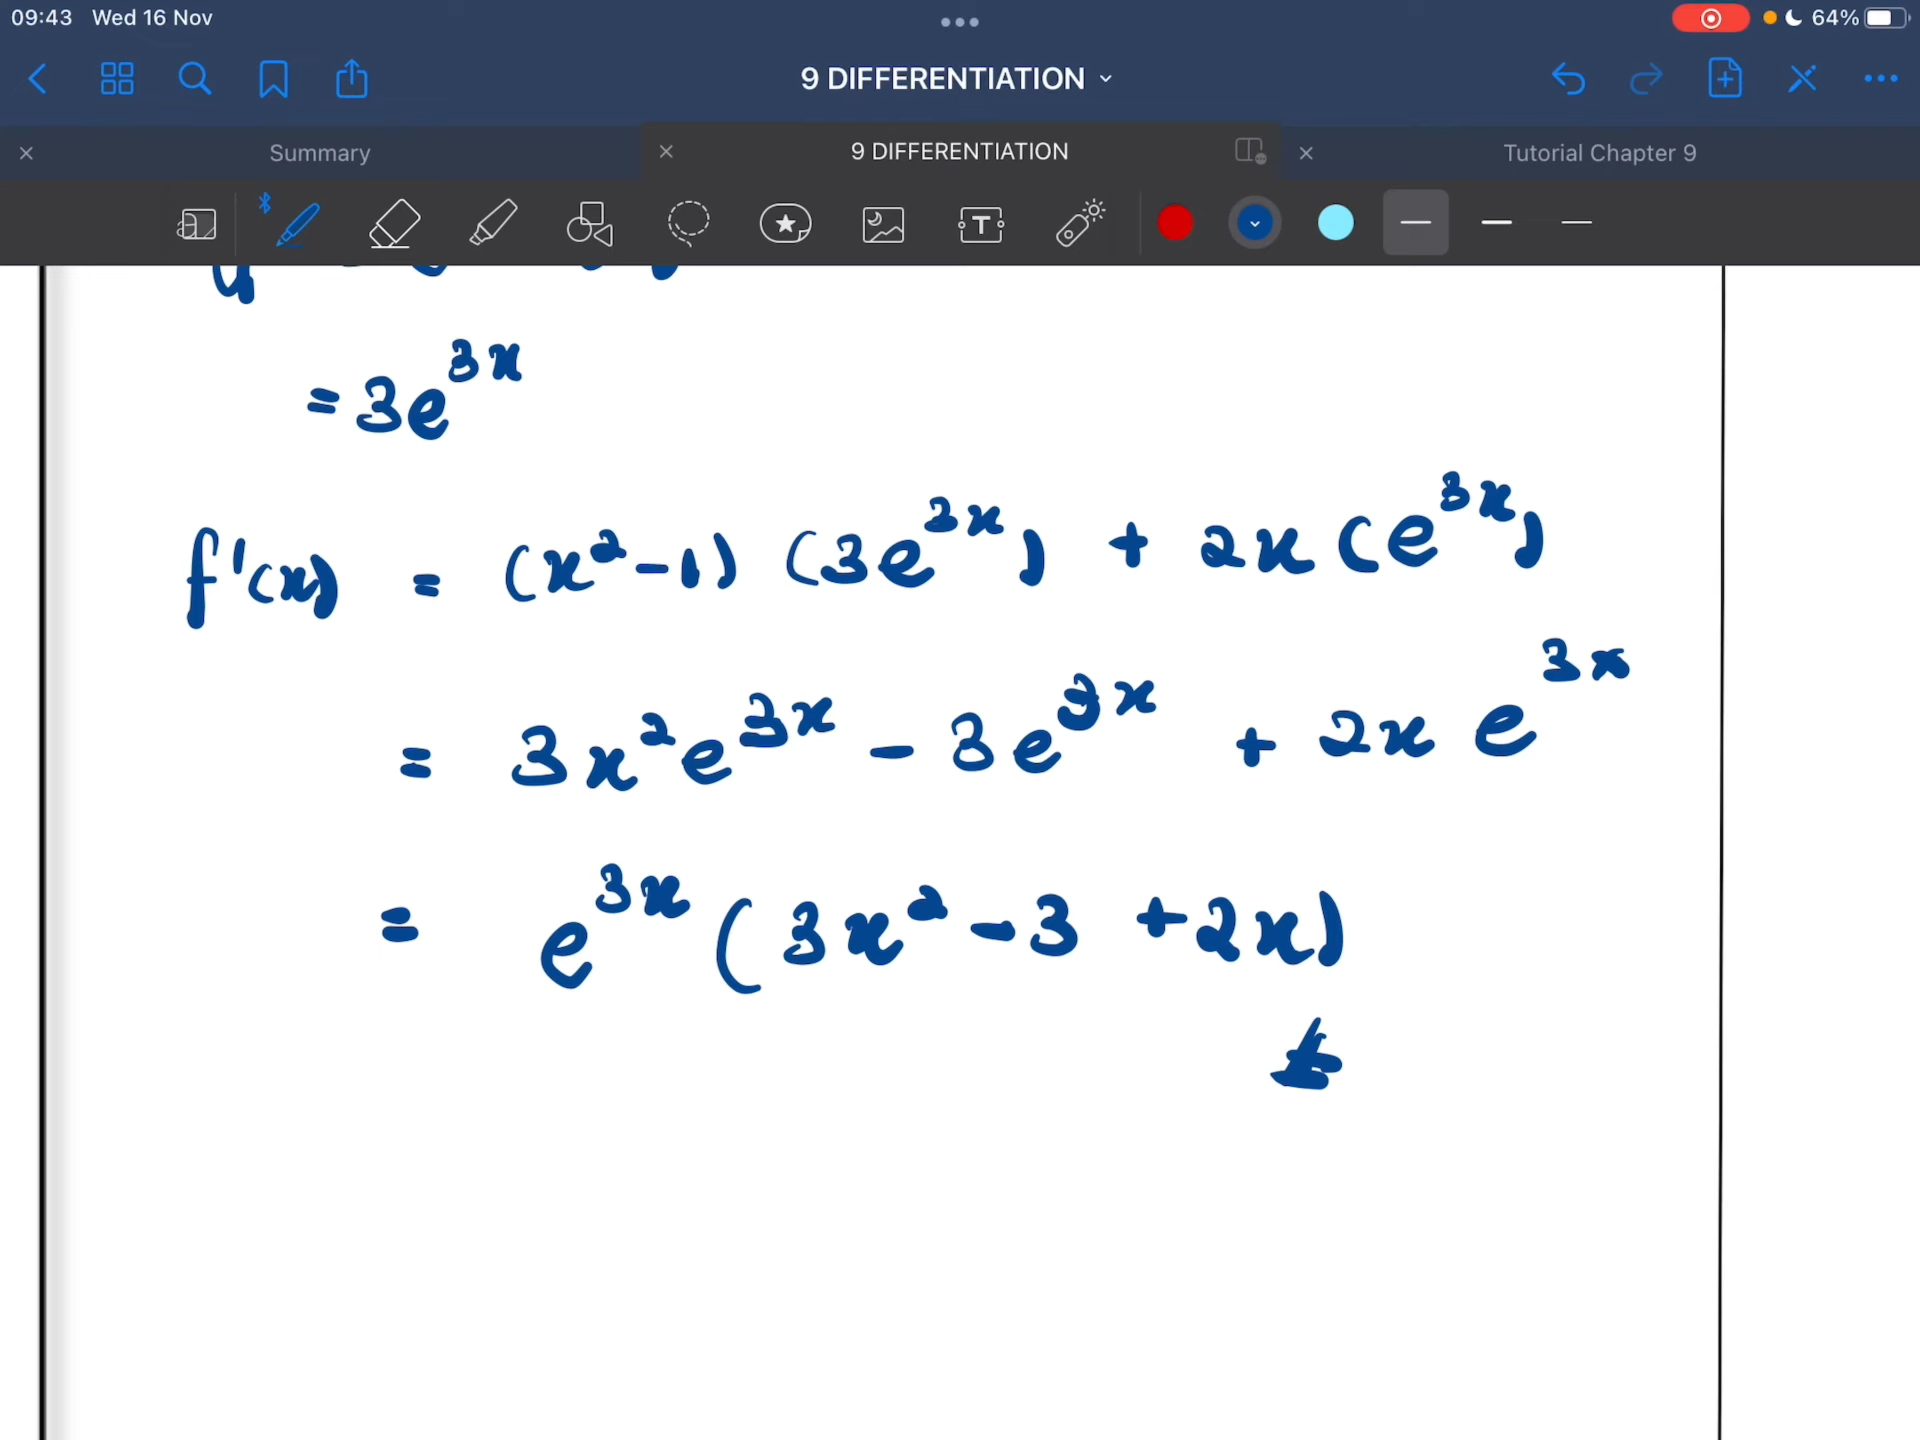 09:43 Wed 16 Nov 64%
9 DIFFERENTIATION
Summary 9 DIFFERENTIATION Tutorial Chapter 9
= 3e^{3x}
f'(x) = (x² - 1) (3e^{3x}) + 2x (e^{3x})
= 3x²e^{3x} - 3e^{3x} + 2x e^{3x}
= e^{3x} (3x² - 3 + 2x)